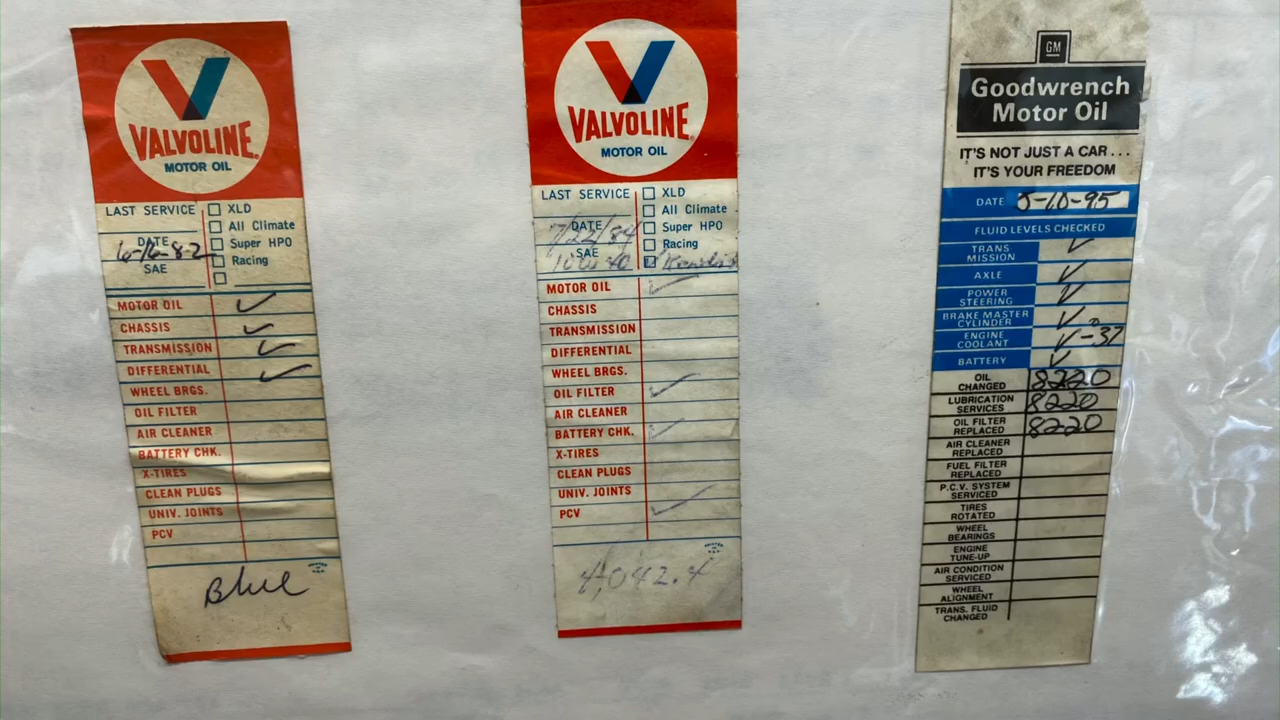 VALVOLINE
MOTOR OIL
LAST SERVICE
XLD
All Climate
DATE
Super HPO
6-16-82
SAE
Racing
MOTOR OIL ✓
CHASSIS ✓
TRANSMISSION ✓
DIFFERENTIAL ✓
WHEEL BRGS.
OIL FILTER
AIR CLEANER
BATTERY CHK.
X-TIRES
CLEAN PLUGS
UNIV. JOINTS
PCV
Blue
VALVOLINE
MOTOR OIL
LAST SERVICE
XLD
All Climate
DATE
Super HPO
7/22/84
SAE
Racing
10W40
MOTOR OIL ✓
CHASSIS
TRANSMISSION
DIFFERENTIAL
WHEEL BRGS.
OIL FILTER ✓
AIR CLEANER
BATTERY CHK. ✓
X-TIRES
CLEAN PLUGS
UNIV. JOINTS
PCV ✓
4,042.4
GM
Goodwrench
Motor Oil
IT'S NOT JUST A CAR...
IT'S YOUR FREEDOM
DATE 5-10-95
FLUID LEVELS CHECKED
TRANS
MISSION ✓
AXLE ✓
POWER
STEERING ✓
BRAKE MASTER
CYLINDER ✓
ENGINE
COOLANT ✓ -37
BATTERY ✓
OIL
CHANGED 8220
LUBRICATION
SERVICES 8220
OIL FILTER
REPLACED 8220
AIR CLEANER
REPLACED
FUEL FILTER
REPLACED
P.C.V. SYSTEM
SERVICED
TIRES
ROTATED
WHEEL
BEARINGS
ENGINE
TUNE-UP
AIR CONDITION
SERVICED
WHEEL
ALIGNMENT
TRANS. FLUID
CHANGED